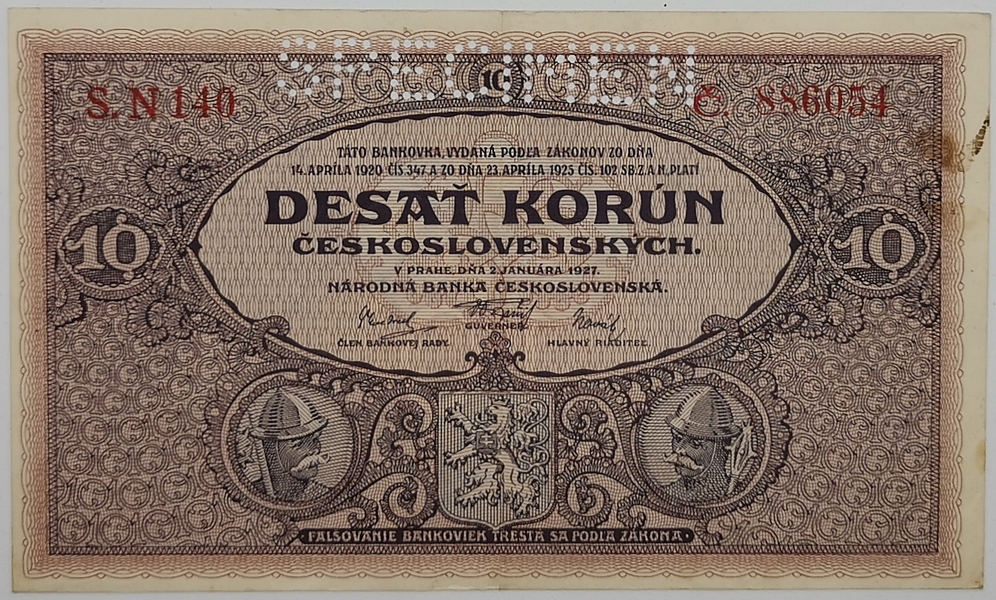 SPECIMEN
10
S. N 140
Č. 886054
TÁTO BANKOVKA, VYDANÁ PODĽA ZÁKONOV ZO DŇA
14. APRÍLA 1920 ČÍS. 347 A ZO DŇA 23. APRÍLA 1925 ČÍS. 102 SB. Z. A N. PLATÍ
DESAŤ KORÚN
ČESKOSLOVENSKÝCH.
10
10
V PRAHE, DŇA 2. JANUÁRA 1927.
NÁRODNÁ BANKA ČESKOSLOVENSKÁ.
GUVERNÉR.
ČLEN BANKOVEJ RADY.
HLAVNÝ RIADITEĽ.
FALŠOVANIE BANKOVIEK TRESTÁ SA PODĽA ZÁKONA